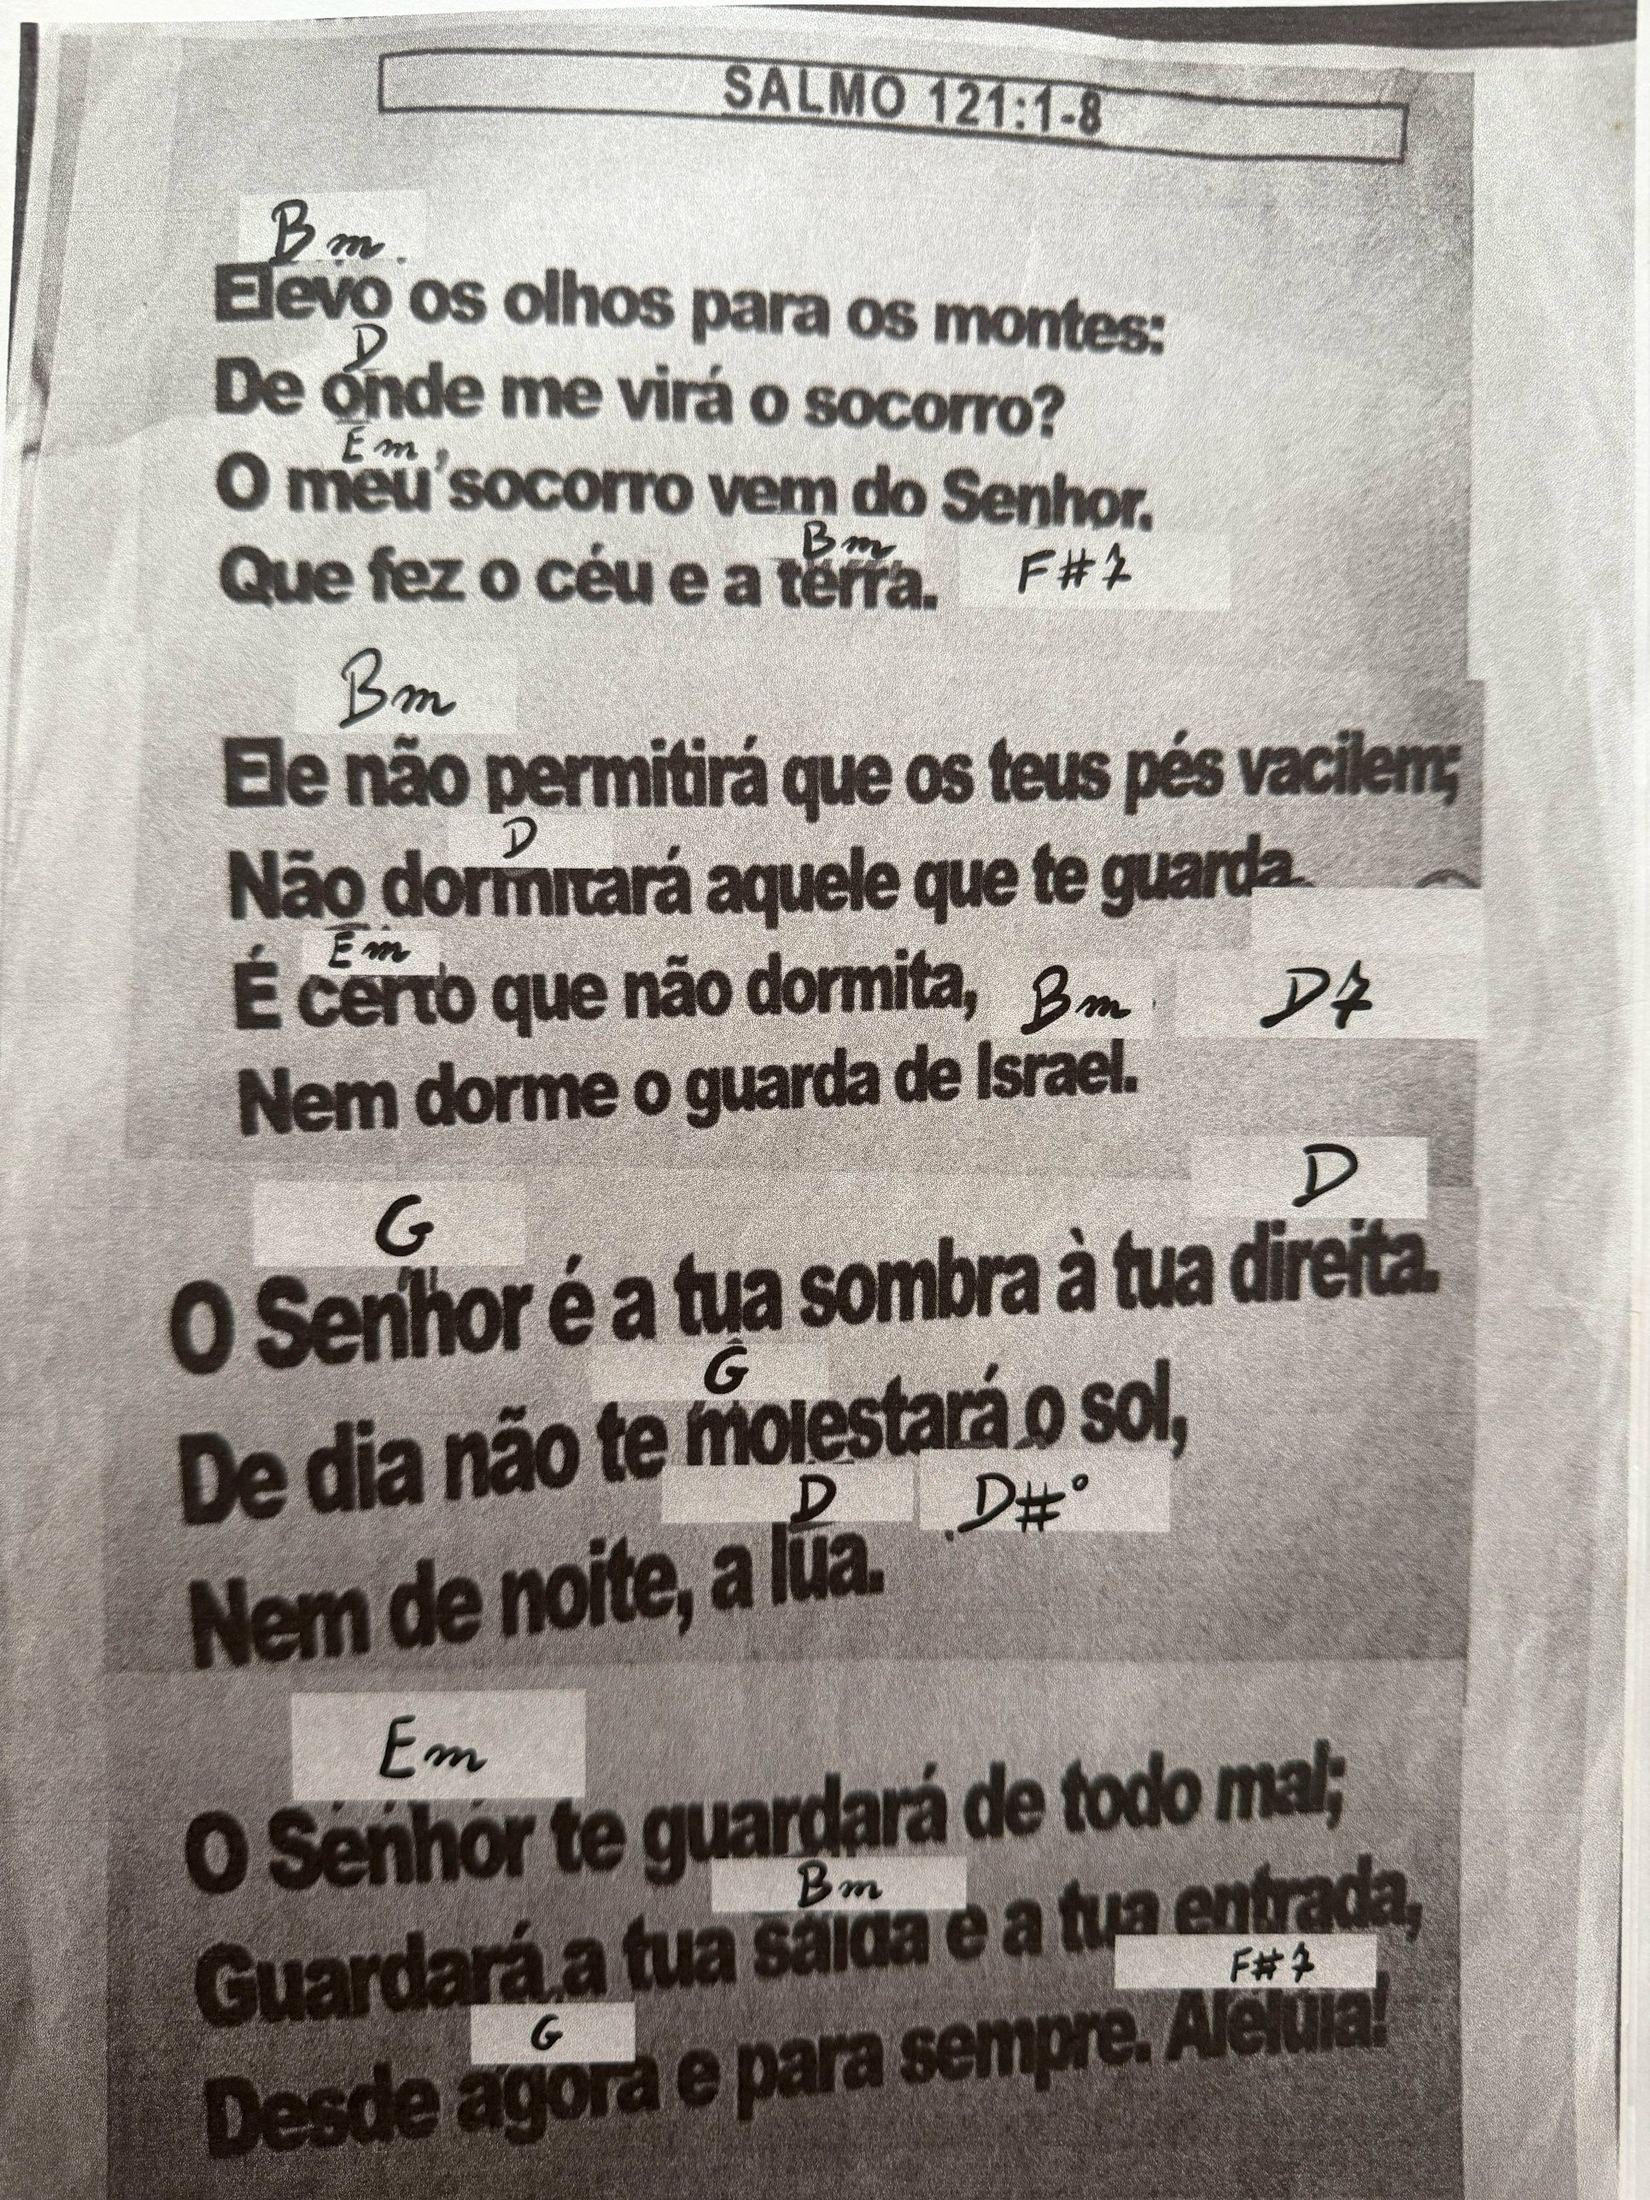 SALMO 121:1-8
Bm
Elevo os olhos para os montes:
D
De onde me virá o socorro?
Em
O meu socorro vem do Senhor.
Bm F#7
Que fez o céu e a terra.
Bm
Ele não permitirá que os teus pés vacilem;
D
Não dormitará aquele que te guarda.
Em
É certo que não dormita,
Bm D7
Nem dorme o guarda de Israel.
G D
O Senhor é a tua sombra à tua direita.
G
De dia não te molestará o sol,
D D#°
Nem de noite, a lua.
Em
O Senhor te guardará de todo mal;
Bm
Guardará a tua saída e a tua entrada,
G F#7
Desde agora e para sempre. Aleluia!